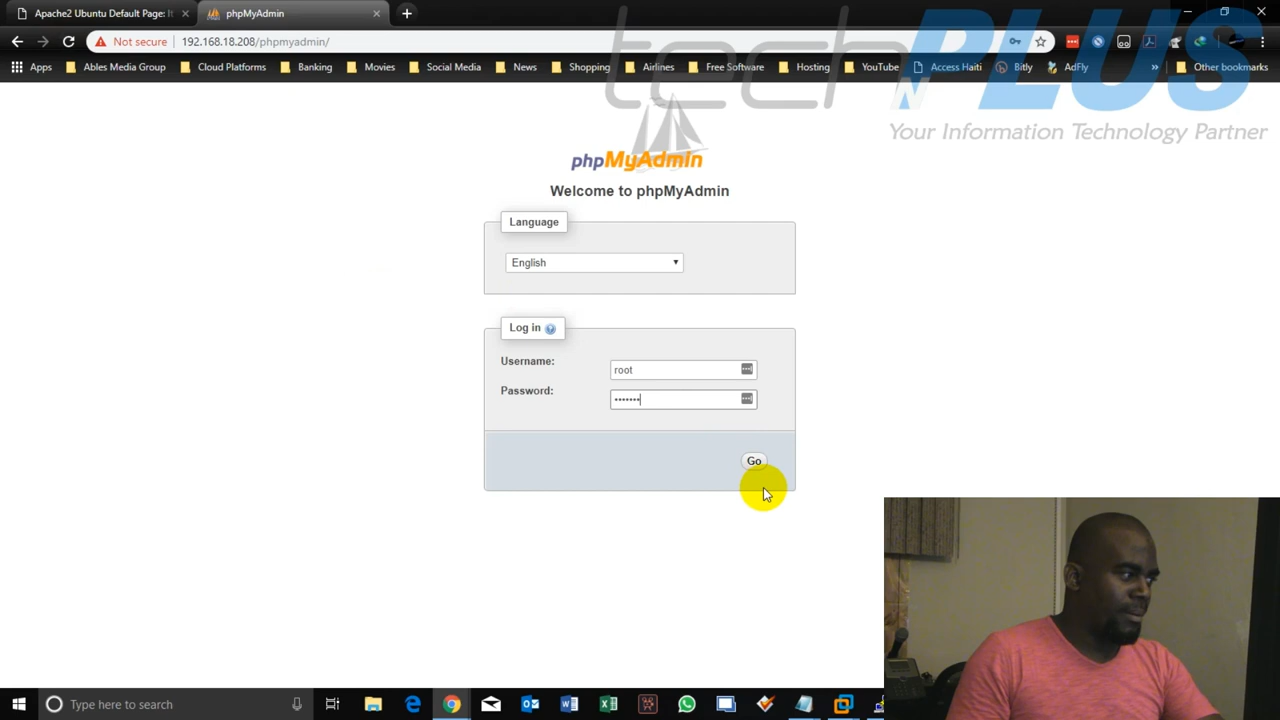 Apache2 Ubuntu Default Page: It
phpMyAdmin
Not secure
192.168.18.208/phpmyadmin/
Apps
Ables Media Group
Cloud Platforms
Banking
Movies
Social Media
News
Shopping
Airlines
Free Software
Hosting
YouTube
Access Haiti
Bitly
AdFly
»
Other bookmarks
tech N PLUS
Your Information Technology Partner
phpMyAdmin
Welcome to phpMyAdmin
Language
English
Log in
Username:
root
Password:
•••••••
Go
Type here to search